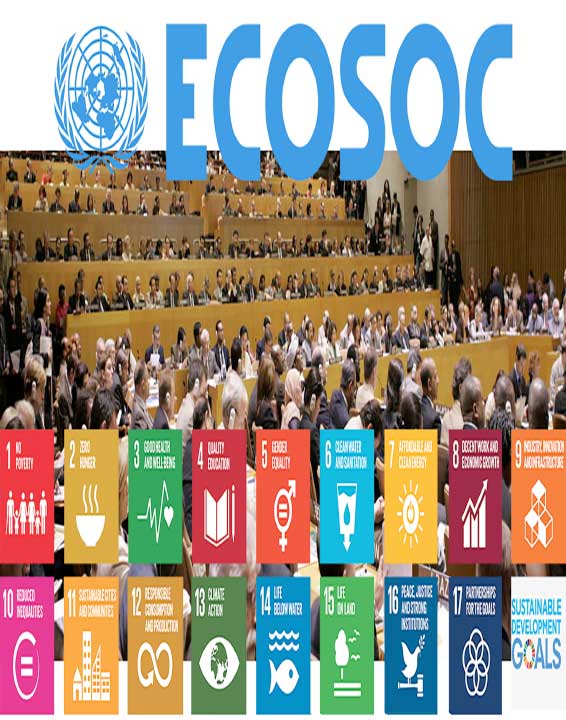 ECOSOC
1 NO
POVERTY
2 ZERO
HUNGER
3 GOOD HEALTH
AND WELL-BEING
4 QUALITY
EDUCATION
5 GENDER
EQUALITY
6 CLEAN WATER
AND SANITATION
7 AFFORDABLE AND
CLEAN ENERGY
8 DECENT WORK AND
ECONOMIC GROWTH
9 INDUSTRY, INNOVATION
AND INFRASTRUCTURE
10 REDUCED
INEQUALITIES
11 SUSTAINABLE CITIES
AND COMMUNITIES
12 RESPONSIBLE
CONSUMPTION
AND PRODUCTION
13 CLIMATE
ACTION
14 LIFE
BELOW WATER
15 LIFE
ON LAND
16 PEACE, JUSTICE
AND STRONG
INSTITUTIONS
17 PARTNERSHIPS
FOR THE GOALS
SUSTAINABLE
DEVELOPMENT
GOALS